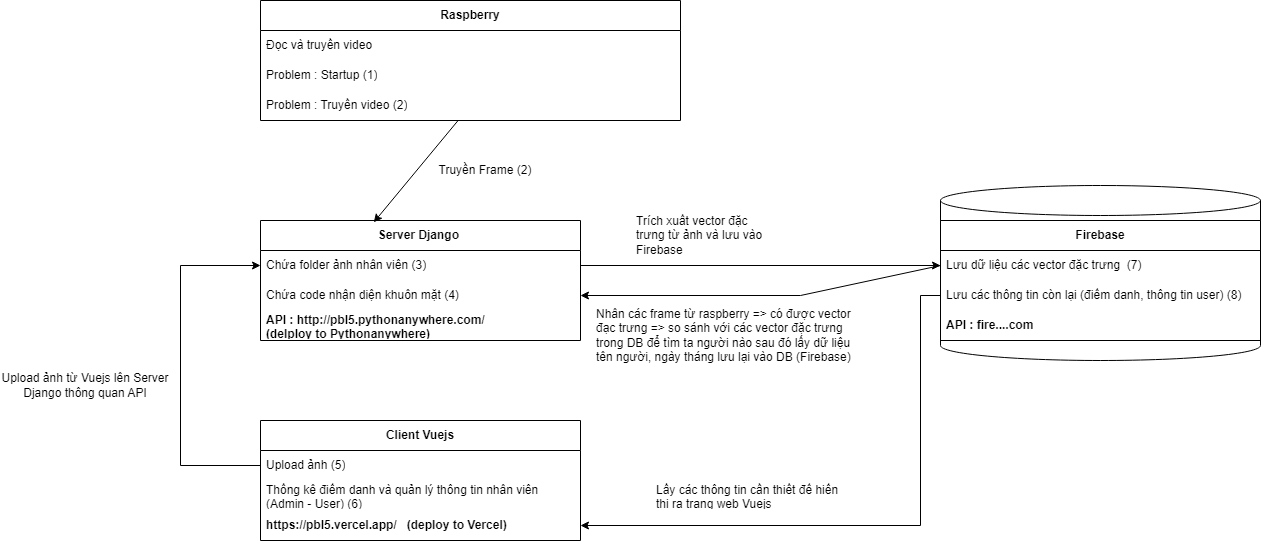 Raspberry
Đọc và truyền video
Problem : Startup (1)
Problem : Truyền video (2)
Truyền Frame (2)
Server Django
Chứa folder ảnh nhân viên (3)
Chứa code nhận diện khuôn mặt (4)
API : http://pbl5.pythonanywhere.com/
(delploy to Pythonanywhere)
Trích xuất vector đặc
trưng từ ảnh và lưu vào
Firebase
Firebase
Lưu dữ liệu các vector đặc trưng  (7)
Lưu các thông tin còn lại (điểm danh, thông tin user) (8)
API : fire....com
Nhân các frame từ raspberry => có được vector
đạc trưng => so sánh với các vector đặc trưng
trong DB để tìm ta người nào sau đó lấy dữ liệu
tên người, ngày tháng lưu lại vào DB (Firebase)
Upload ảnh từ Vuejs lên Server
Django thông quan API
Client Vuejs
Upload ảnh (5)
Thống kê điểm danh và quản lý thông tin nhân viên
(Admin - User) (6)
https://pbl5.vercel.app/   (deploy to Vercel)
Lấy các thông tin cần thiết để hiển
thị ra trang web Vuejs